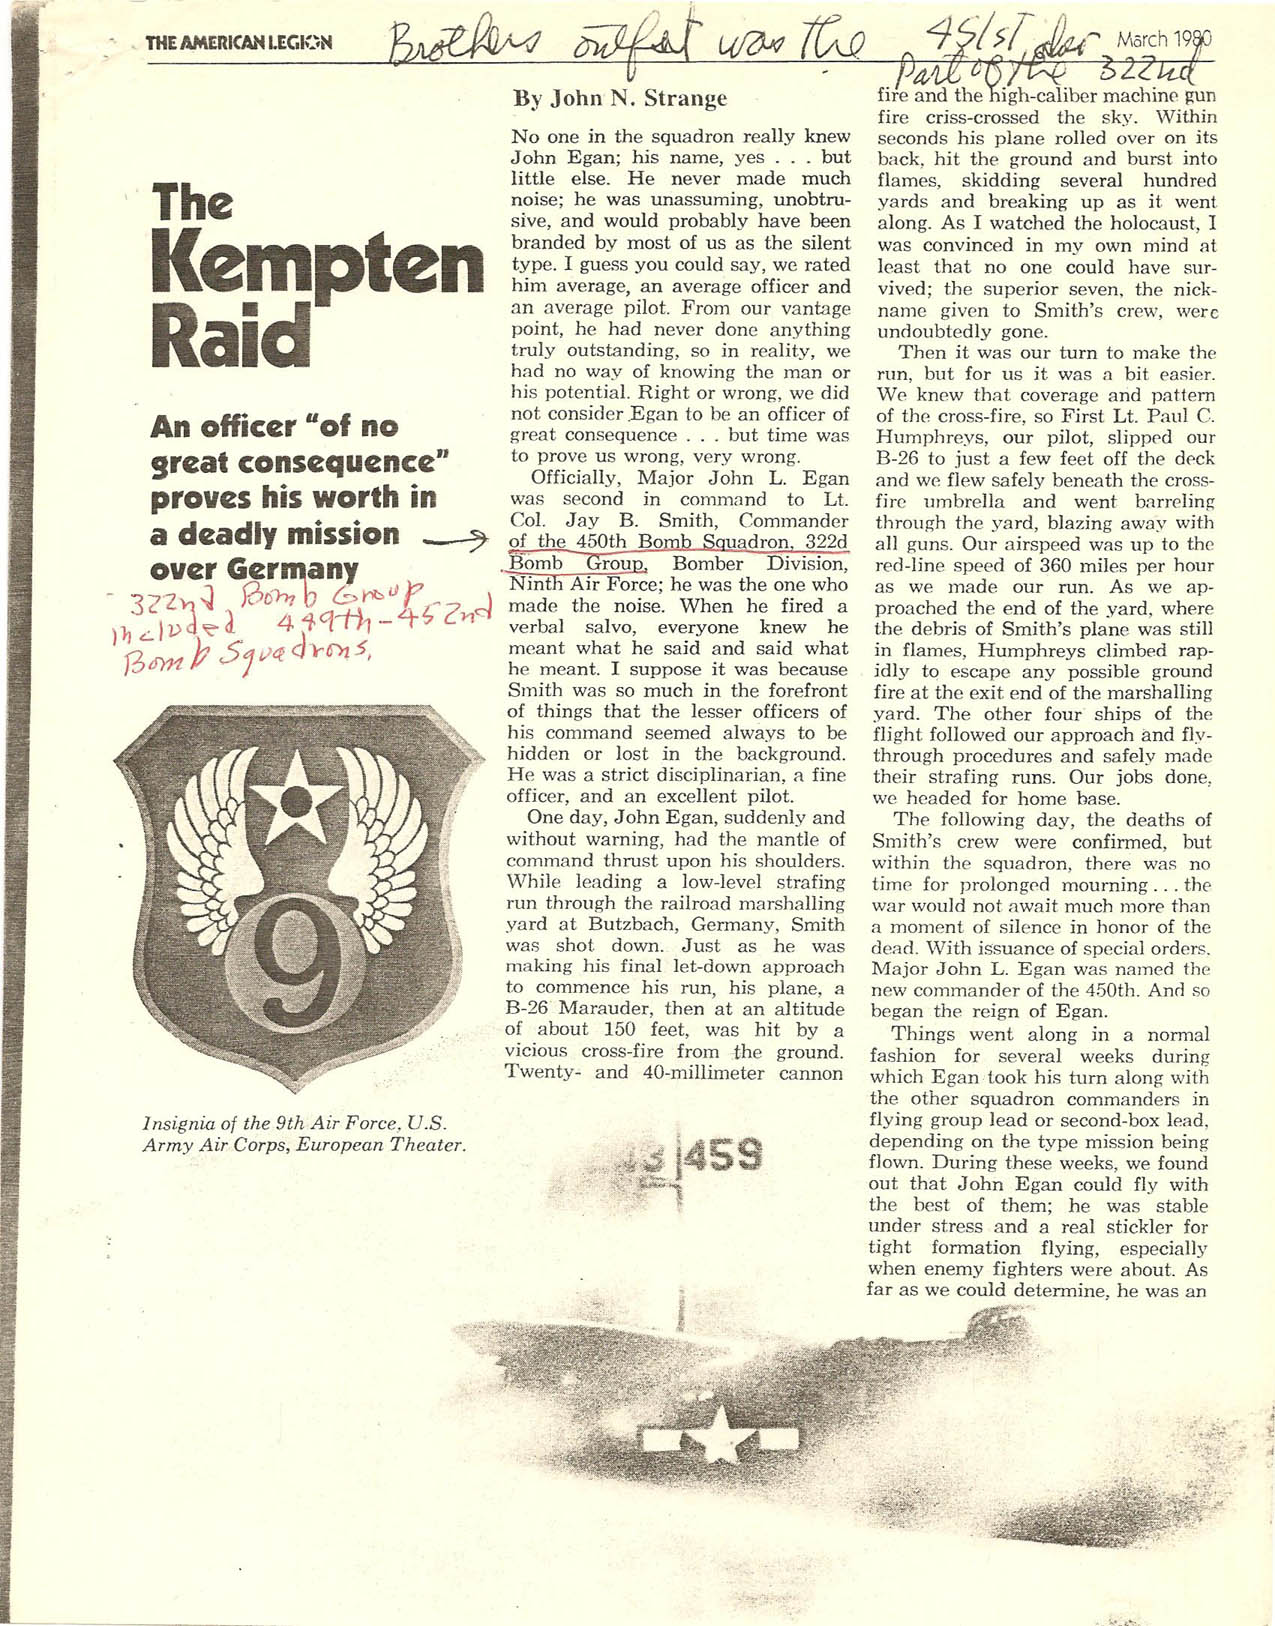 THE AMERICAN LEGION
Brothers outfit was the 451st also
Part of the 322nd
March 1980
The
Kempten
Raid
An officer "of no
great consequence"
proves his worth in
a deadly mission
over Germany
- 322nd Bomb Group
included 449th-452nd
Bomb Squadrons.
Insignia of the 9th Air Force, U.S.
Army Air Corps, European Theater.
By John N. Strange
No one in the squadron really knew
John Egan; his name, yes . . . but
little else. He never made much
noise; he was unassuming, unobtru-
sive, and would probably have been
branded by most of us as the silent
type. I guess you could say, we rated
him average, an average officer and
an average pilot. From our vantage
point, he had never done anything
truly outstanding, so in reality, we
had no way of knowing the man or
his potential. Right or wrong, we did
not consider Egan to be an officer of
great consequence . . . but time was
to prove us wrong, very wrong.
Officially, Major John L. Egan
was second in command to Lt.
Col. Jay B. Smith, Commander
of the 450th Bomb Squadron, 322d
Bomb Group, Bomber Division,
Ninth Air Force; he was the one who
made the noise. When he fired a
verbal salvo, everyone knew he
meant what he said and said what
he meant. I suppose it was because
Smith was so much in the forefront
of things that the lesser officers of
his command seemed always to be
hidden or lost in the background.
He was a strict disciplinarian, a fine
officer, and an excellent pilot.
One day, John Egan, suddenly and
without warning, had the mantle of
command thrust upon his shoulders.
While leading a low-level strafing
run through the railroad marshalling
yard at Butzbach, Germany, Smith
was shot down. Just as he was
making his final let-down approach
to commence his run, his plane, a
B-26 Marauder, then at an altitude
of about 150 feet, was hit by a
vicious cross-fire from the ground.
Twenty- and 40-millimeter cannon
fire and the high-caliber machine gun
fire criss-crossed the sky. Within
seconds his plane rolled over on its
back, hit the ground and burst into
flames, skidding several hundred
yards and breaking up as it went
along. As I watched the holocaust, I
was convinced in my own mind at
least that no one could have sur-
vived; the superior seven, the nick-
name given to Smith's crew, were
undoubtedly gone.
Then it was our turn to make the
run, but for us it was a bit easier.
We knew that coverage and pattern
of the cross-fire, so First Lt. Paul C.
Humphreys, our pilot, slipped our
B-26 to just a few feet off the deck
and we flew safely beneath the cross-
fire umbrella and went barreling
through the yard, blazing away with
all guns. Our airspeed was up to the
red-line speed of 360 miles per hour
as we made our run. As we ap-
proached the end of the yard, where
the debris of Smith's plane was still
in flames, Humphreys climbed rap-
idly to escape any possible ground
fire at the exit end of the marshalling
yard. The other four ships of the
flight followed our approach and fly-
through procedures and safely made
their strafing runs. Our jobs done,
we headed for home base.
The following day, the deaths of
Smith's crew were confirmed, but
within the squadron, there was no
time for prolonged mourning . . . the
war would not await much more than
a moment of silence in honor of the
dead. With issuance of special orders,
Major John L. Egan was named the
new commander of the 450th. And so
began the reign of Egan.
Things went along in a normal
fashion for several weeks during
which Egan took his turn along with
the other squadron commanders in
flying group lead or second-box lead,
depending on the type mission being
flown. During these weeks, we found
out that John Egan could fly with
the best of them; he was stable
under stress and a real stickler for
tight formation flying, especially
when enemy fighters were about. As
far as we could determine, he was an
459